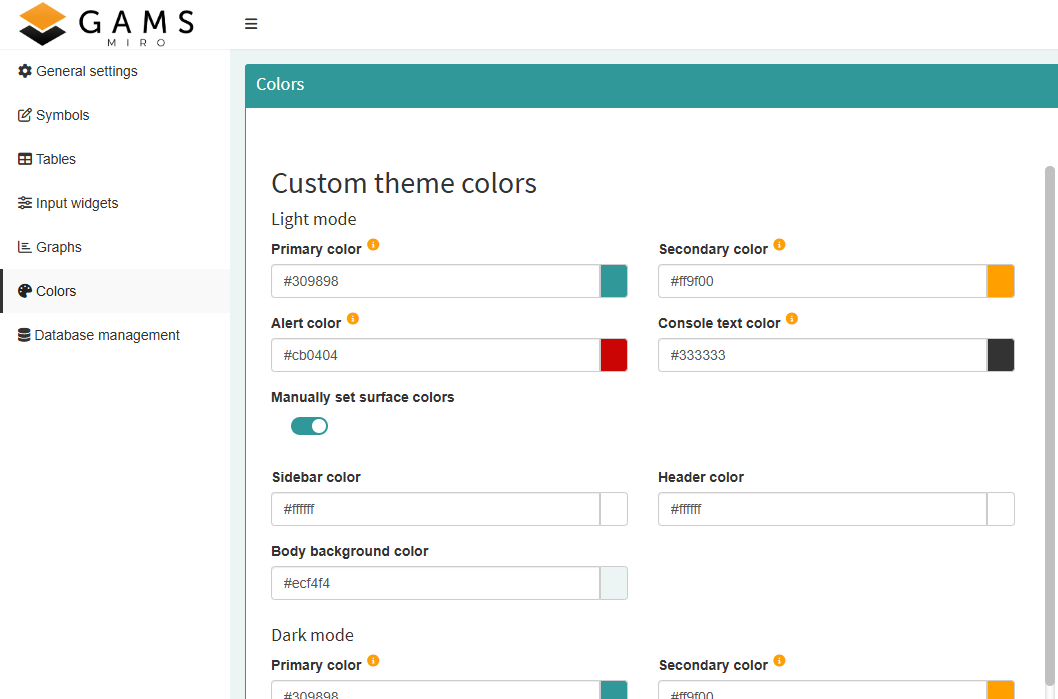 GAMS
MIRO
General settings
Symbols
Tables
Input widgets
Graphs
Colors
Database management
Colors
Custom theme colors
Light mode
Primary color
Secondary color
#309898
#ff9f00
Alert color
Console text color
#cb0404
#333333
Manually set surface colors
Sidebar color
Header color
#ffffff
#ffffff
Body background color
#ecf4f4
Dark mode
Primary color
Secondary color
#309898
#ff9f00